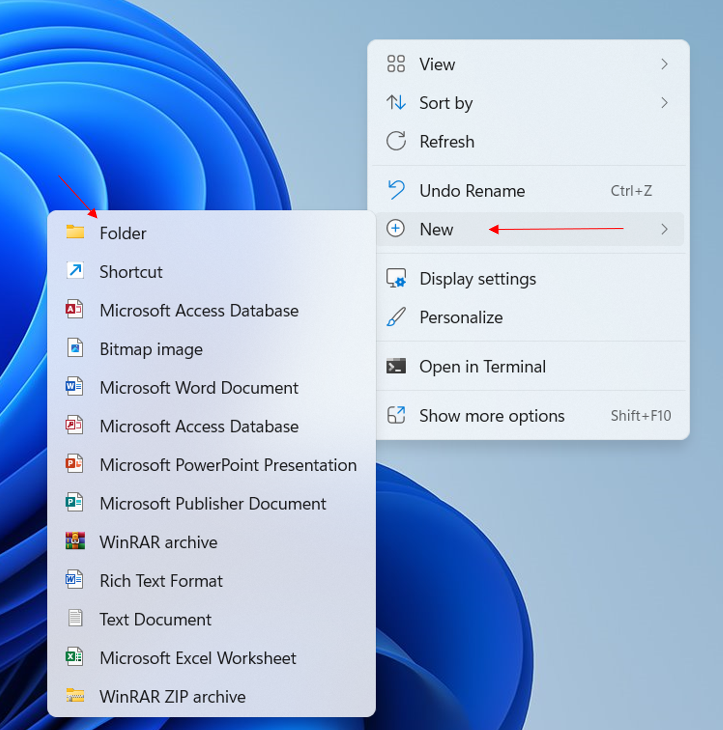 View
Sort by
Refresh
Undo Rename Ctrl+Z
New
Display settings
Personalize
Open in Terminal
Show more options Shift+F10
Folder
Shortcut
Microsoft Access Database
Bitmap image
Microsoft Word Document
Microsoft Access Database
Microsoft PowerPoint Presentation
Microsoft Publisher Document
WinRAR archive
Rich Text Format
Text Document
Microsoft Excel Worksheet
WinRAR ZIP archive